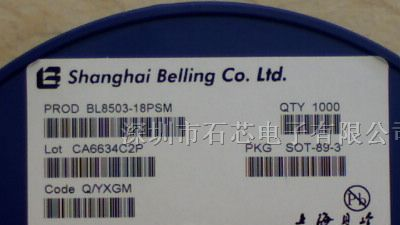 Shanghai Belling Co. Ltd.
PROD BL8503-18PSM QTY 1000
深圳市石芯电子有限公司
Lot CA6634C2P PKG SOT-89-3
Code Q/YXGM Pb